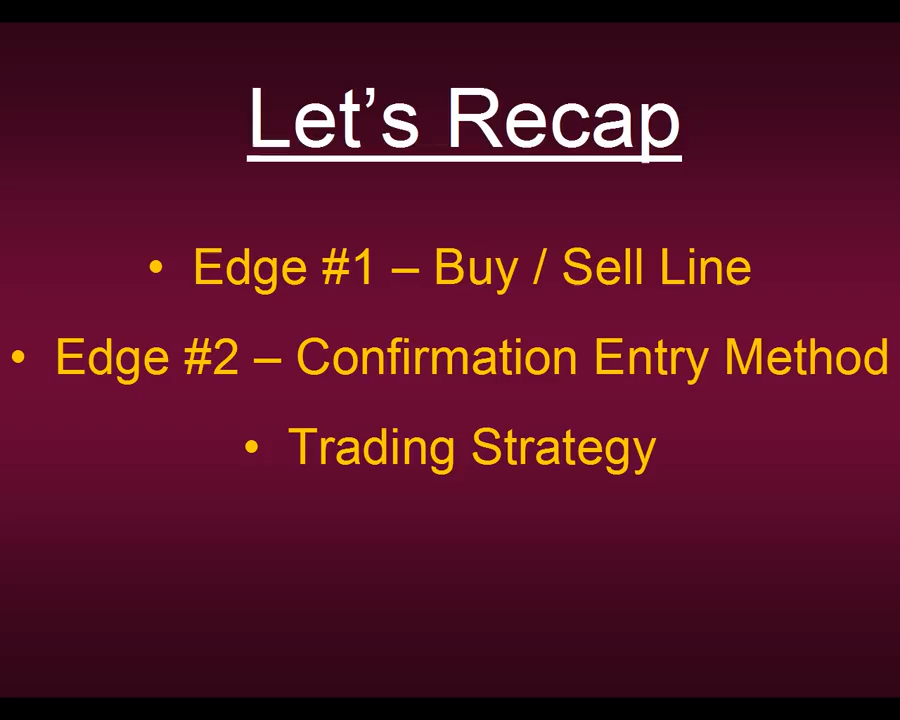 Let’s Recap
• Edge #1 – Buy / Sell Line
• Edge #2 – Confirmation Entry Method
• Trading Strategy